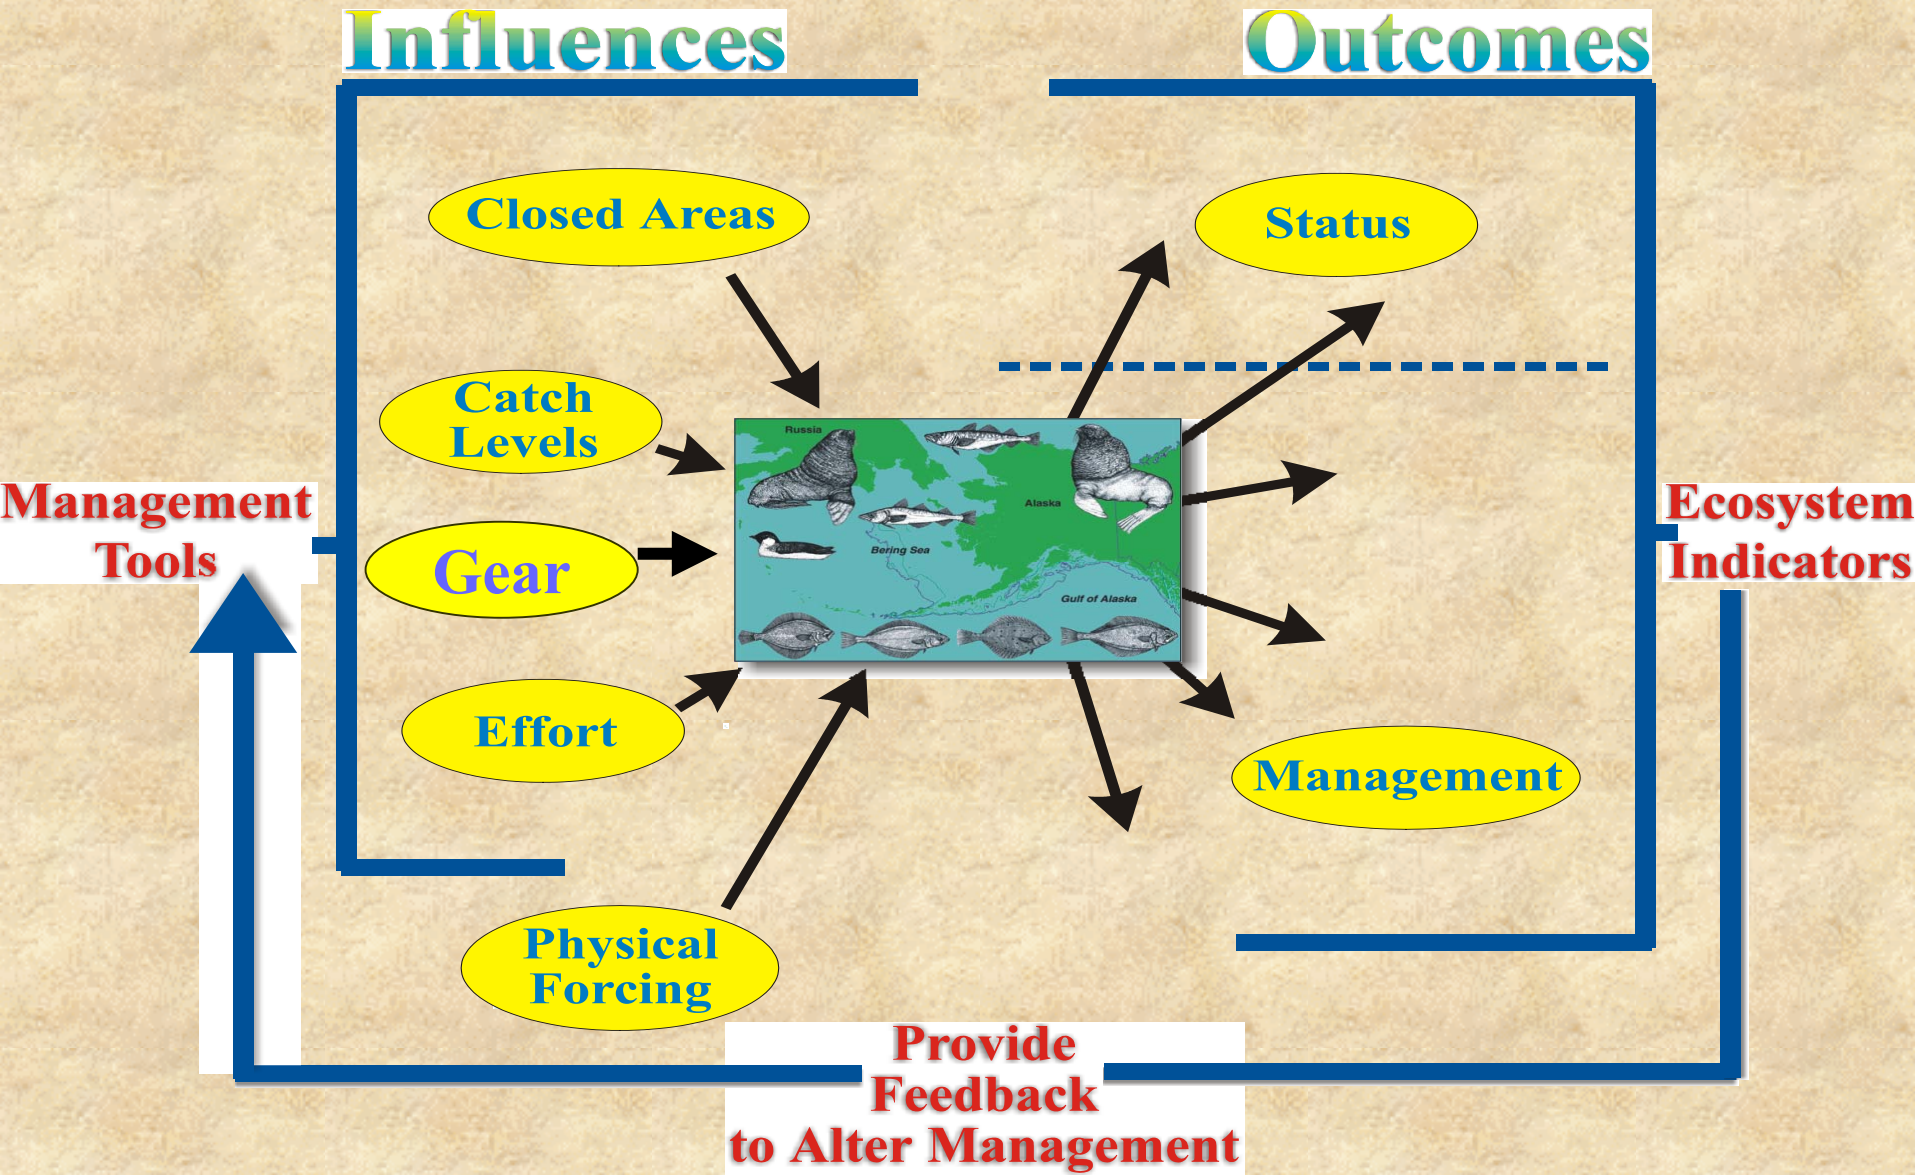 Influences
Outcomes
Closed Areas
Status
Catch
Levels
Russia
Alaska
Bering Sea
Gulf of Alaska
Management
Tools
Ecosystem
Indicators
Gear
Effort
Management
Physical
Forcing
Provide
Feedback
to Alter Management